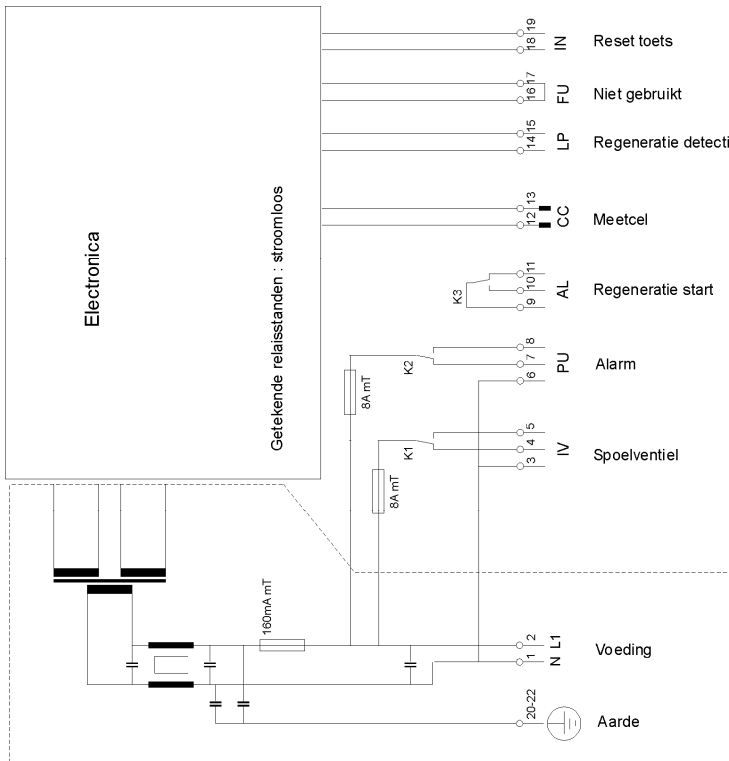 19
18
IN
Reset toets
17
16
FU
Niet gebruikt
15
14
LP
Regeneratie detecti
13
12
CC
Meetcel
11
10
9
AL
K3
Regeneratie start
8
7
6
PU
K2
Alarm
8A mT
5
4
3
IV
K1
Spoelventiel
8A mT
Electronica
Getekende relaisstanden : stroomloos
160mA mT
2
L1
1
N
Voeding
20-22
Aarde